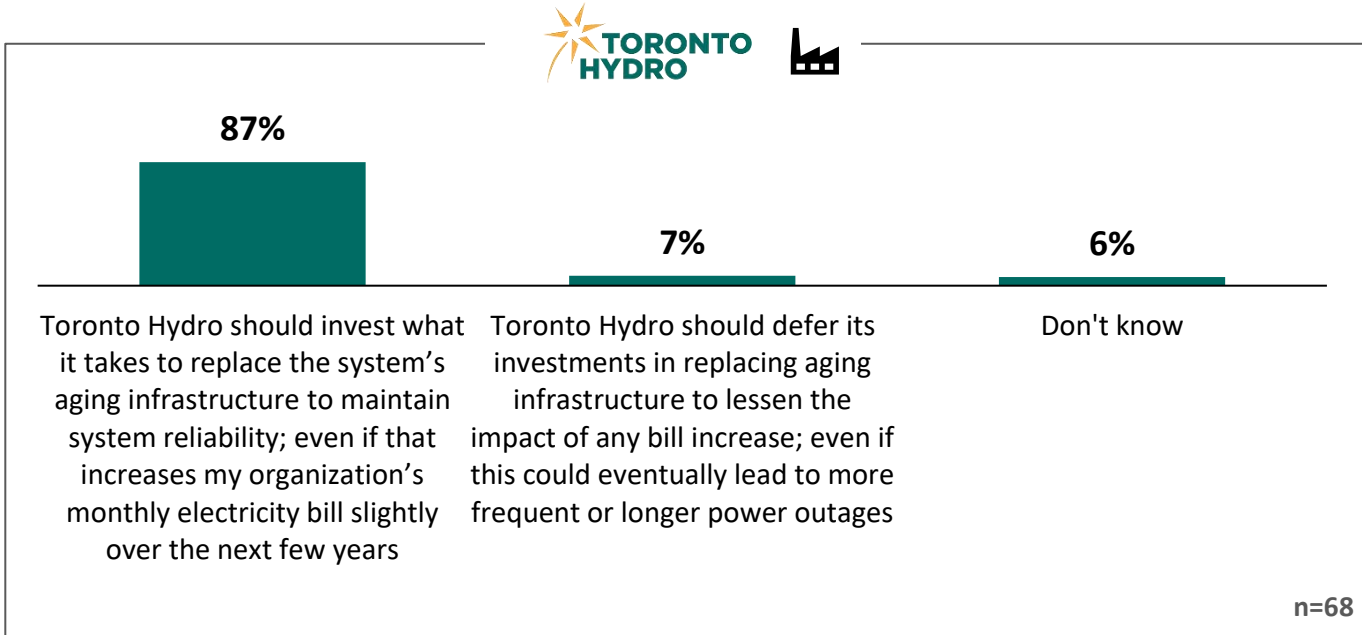 TORONTO
HYDRO
87%
7%
6%
Toronto Hydro should invest what
it takes to replace the system’s
aging infrastructure to maintain
system reliability; even if that
increases my organization’s
monthly electricity bill slightly
over the next few years
Toronto Hydro should defer its
investments in replacing aging
infrastructure to lessen the
impact of any bill increase; even if
this could eventually lead to more
frequent or longer power outages
Don't know
n=68